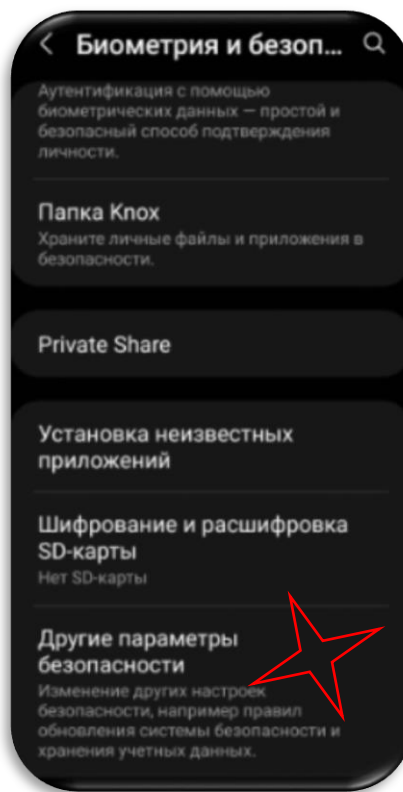 Биометрия и безоп...
Аутентификация с помощью
биометрических данных — простой и
безопасный способ подтверждения
личности.
Папка Knox
Храните личные файлы и приложения в
безопасности.
Private Share
Установка неизвестных
приложений
Шифрование и расшифровка
SD-карты
Нет SD-карты
Другие параметры
безопасности
Изменение других настроек
безопасности, например правил
обновления системы безопасности и
хранения учетных данных.